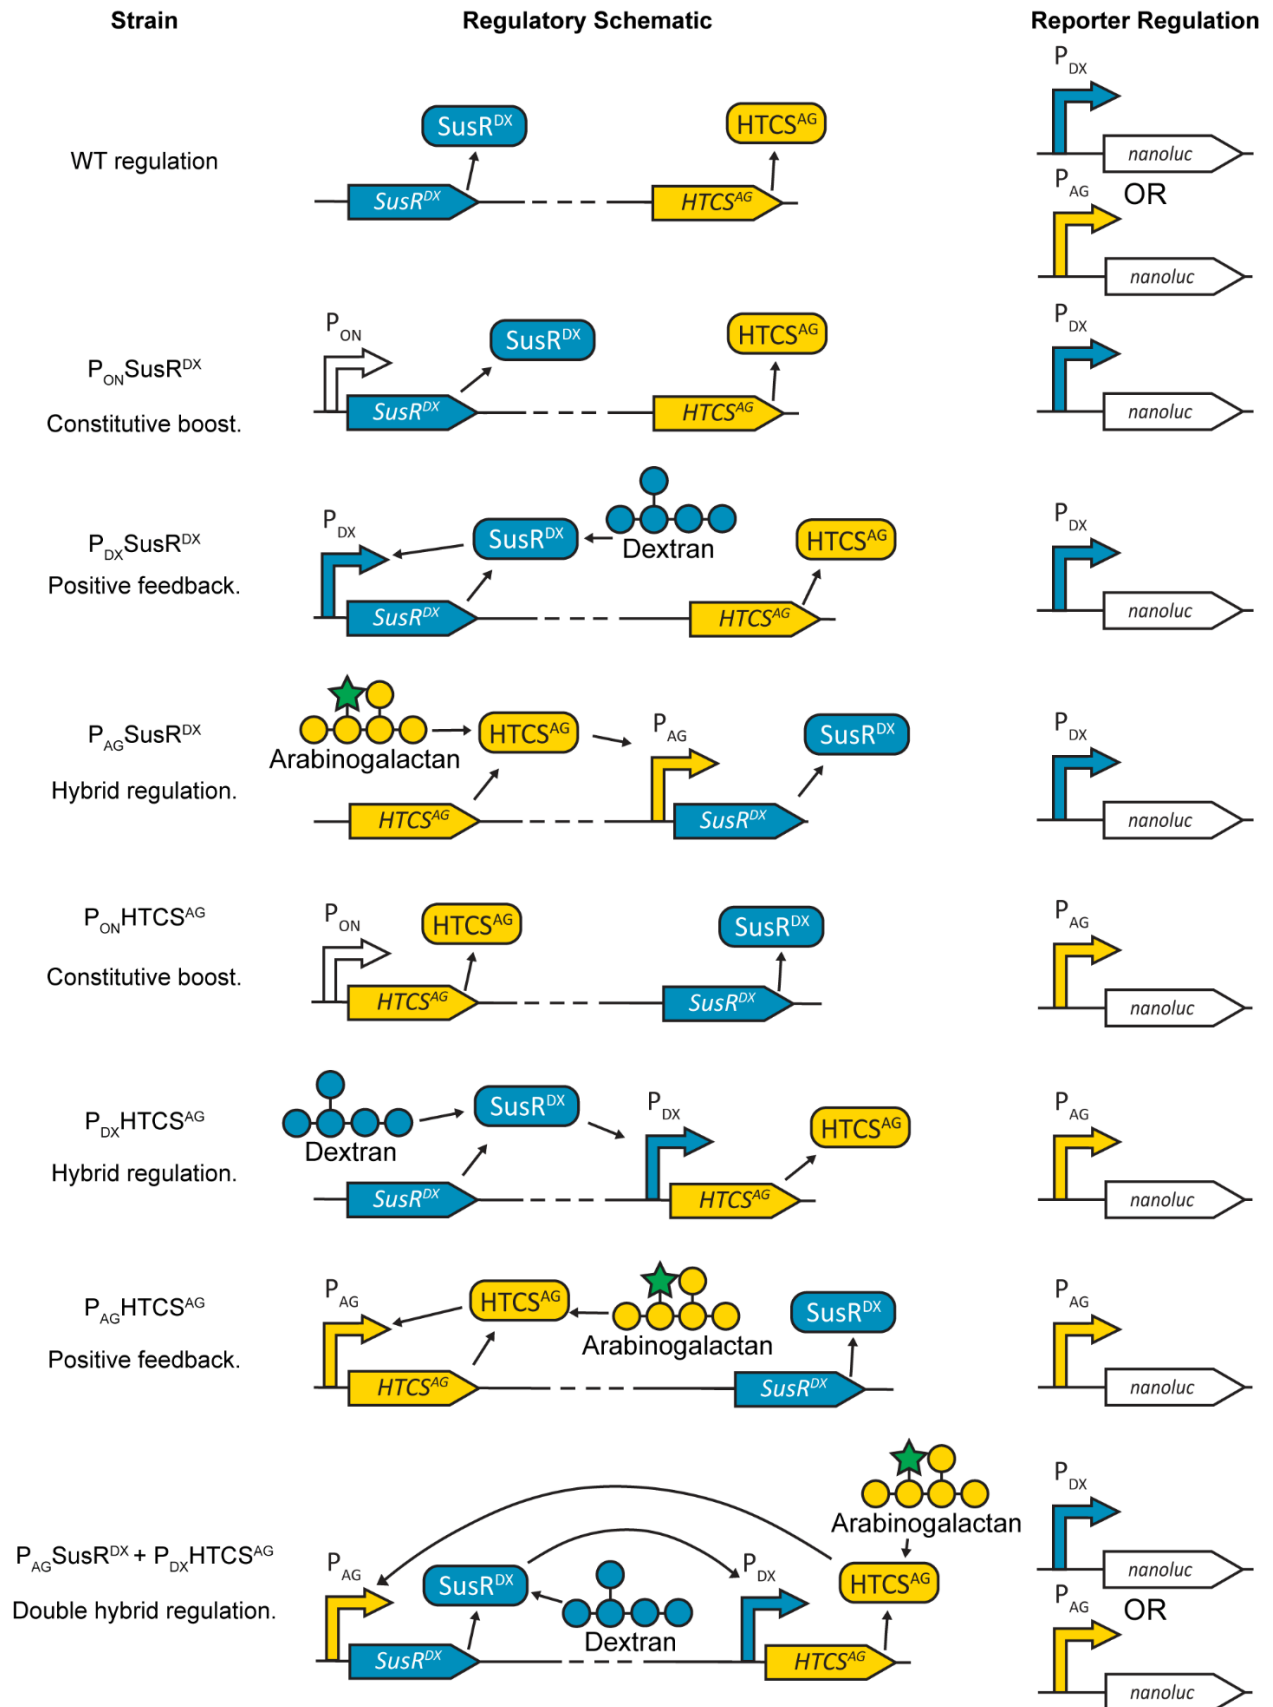 Strain Regulatory Schematic Reporter Regulation
WT regulation
SusR^DX
HTCS^AG
SusR^DX
HTCS^AG
P_DX
nanoluc
OR
P_AG
nanoluc
P_ON SusR^DX
Constitutive boost.
P_ON
SusR^DX
HTCS^AG
SusR^DX
HTCS^AG
P_DX
nanoluc
P_DX SusR^DX
Positive feedback.
P_DX
SusR^DX
Dextran
HTCS^AG
SusR^DX
HTCS^AG
P_DX
nanoluc
P_AG SusR^DX
Hybrid regulation.
Arabinogalactan
HTCS^AG
P_AG
SusR^DX
HTCS^AG
SusR^DX
P_DX
nanoluc
P_ON HTCS^AG
Constitutive boost.
P_ON
HTCS^AG
SusR^DX
HTCS^AG
SusR^DX
P_AG
nanoluc
P_DX HTCS^AG
Hybrid regulation.
Dextran
SusR^DX
P_DX
HTCS^AG
SusR^DX
HTCS^AG
P_AG
nanoluc
P_AG HTCS^AG
Positive feedback.
P_AG
HTCS^AG
Arabinogalactan
SusR^DX
HTCS^AG
SusR^DX
P_AG
nanoluc
P_AG SusR^DX + P_DX HTCS^AG
Double hybrid regulation.
P_AG
SusR^DX
Dextran
P_DX
Arabinogalactan
HTCS^AG
SusR^DX
HTCS^AG
P_DX
nanoluc
OR
P_AG
nanoluc